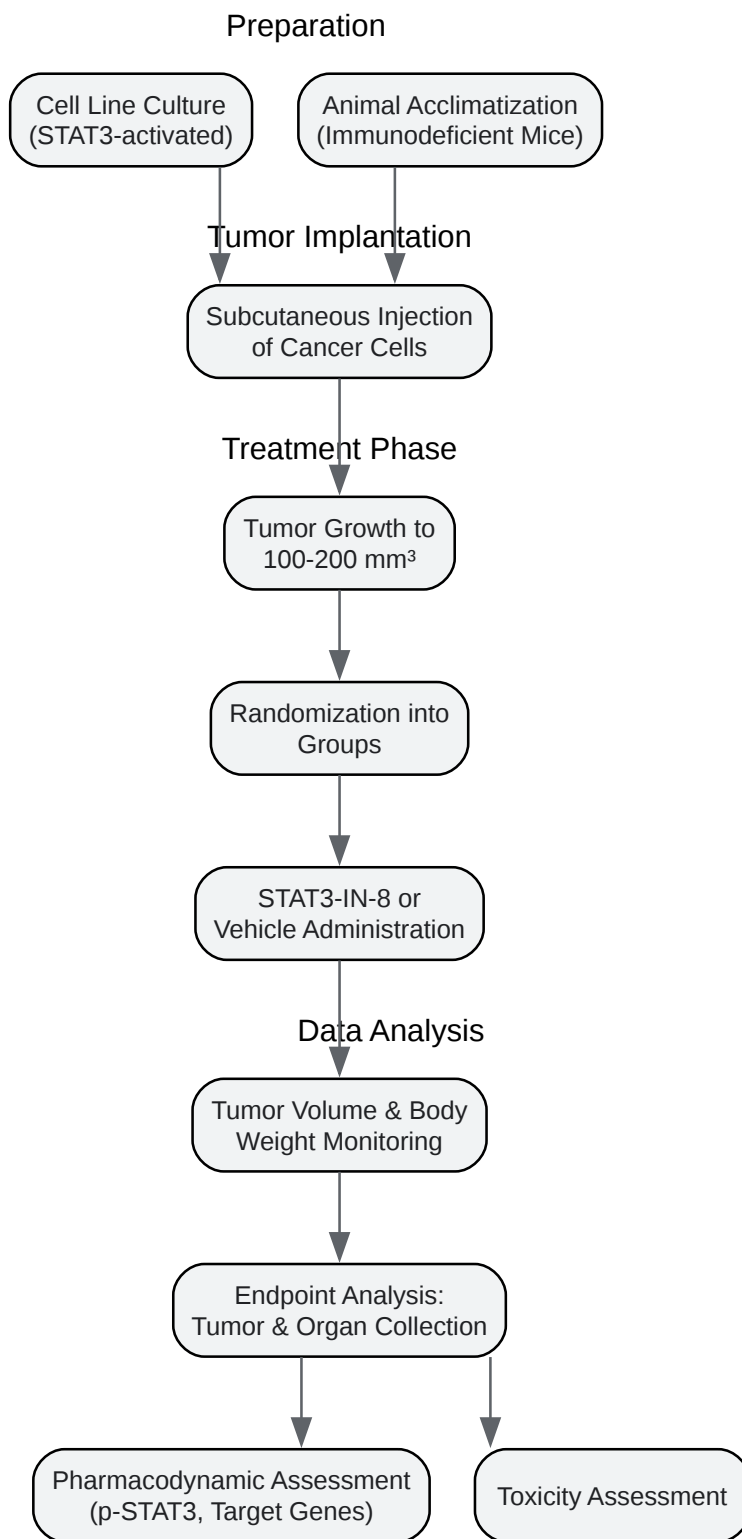 Preparation
Cell Line Culture
(STAT3-activated)
Animal Acclimatization
(Immunodeficient Mice)
Tumor Implantation
Subcutaneous Injection
of Cancer Cells
Treatment Phase
Tumor Growth to
100-200 mm³
Randomization into
Groups
STAT3-IN-8 or
Vehicle Administration
Data Analysis
Tumor Volume & Body
Weight Monitoring
Endpoint Analysis:
Tumor & Organ Collection
Pharmacodynamic Assessment
(p-STAT3, Target Genes)
Toxicity Assessment